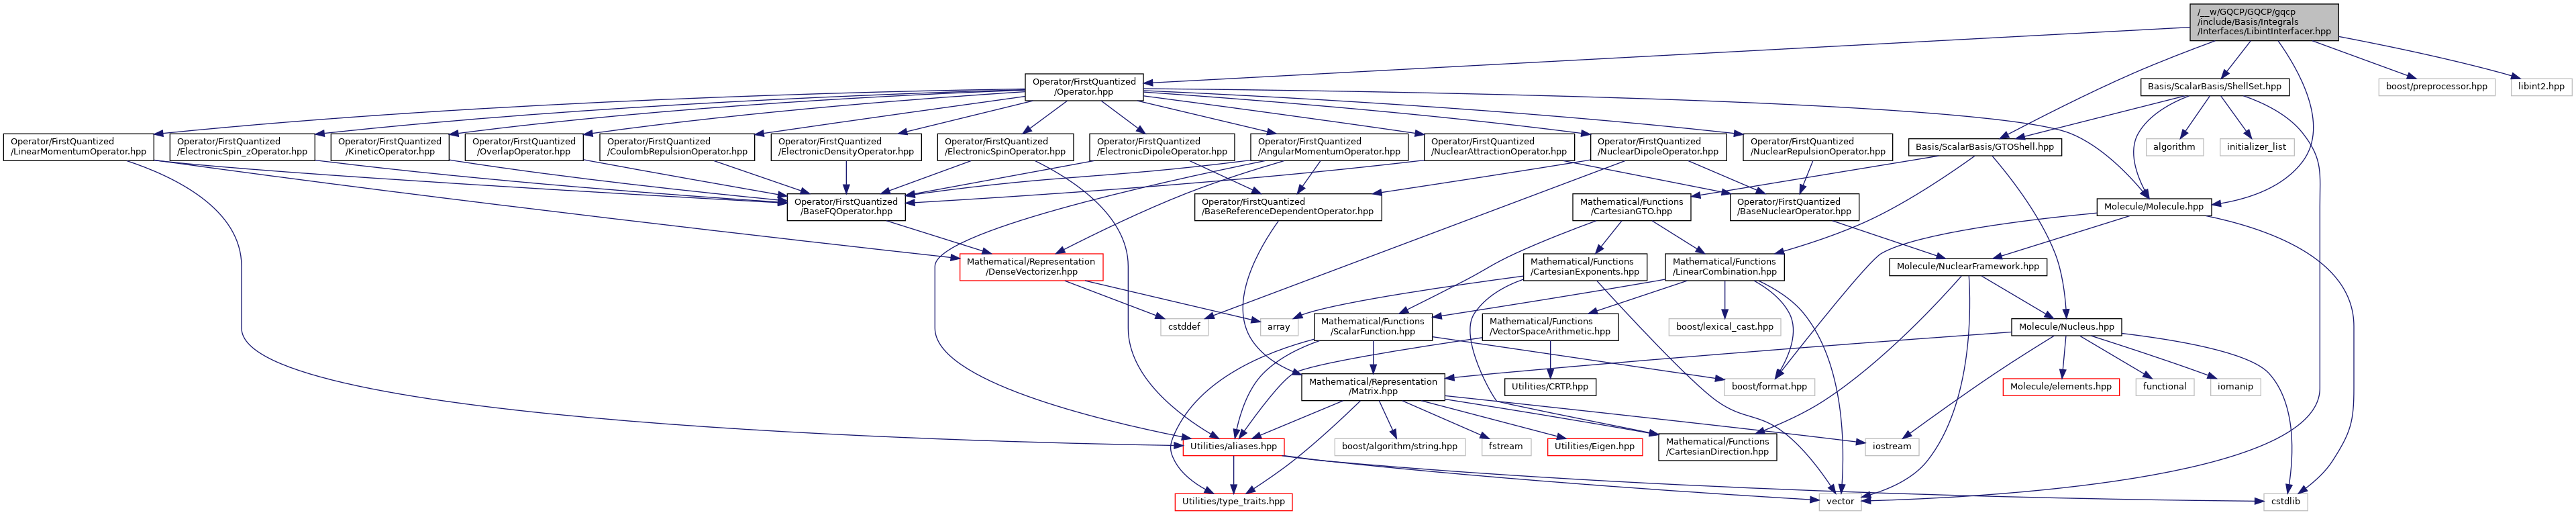 /__w/GQCP/GQCP/gqcp
/include/Basis/Integrals
/Interfaces/LibintInterfacer.hpp
Operator/FirstQuantized
/Operator.hpp
Basis/ScalarBasis/ShellSet.hpp
boost/preprocessor.hpp
libint2.hpp
Operator/FirstQuantized
/LinearMomentumOperator.hpp
Operator/FirstQuantized
/ElectronicSpin_zOperator.hpp
Operator/FirstQuantized
/KineticOperator.hpp
Operator/FirstQuantized
/OverlapOperator.hpp
Operator/FirstQuantized
/CoulombRepulsionOperator.hpp
Operator/FirstQuantized
/ElectronicDensityOperator.hpp
Operator/FirstQuantized
/ElectronicSpinOperator.hpp
Operator/FirstQuantized
/ElectronicDipoleOperator.hpp
Operator/FirstQuantized
/AngularMomentumOperator.hpp
Operator/FirstQuantized
/NuclearAttractionOperator.hpp
Operator/FirstQuantized
/NuclearDipoleOperator.hpp
Operator/FirstQuantized
/NuclearRepulsionOperator.hpp
Basis/ScalarBasis/GTOShell.hpp
algorithm
initializer_list
Operator/FirstQuantized
/BaseFQOperator.hpp
Operator/FirstQuantized
/BaseReferenceDependentOperator.hpp
Mathematical/Functions
/CartesianGTO.hpp
Operator/FirstQuantized
/BaseNuclearOperator.hpp
Molecule/Molecule.hpp
Mathematical/Representation
/DenseVectorizer.hpp
Mathematical/Functions
/CartesianExponents.hpp
Mathematical/Functions
/LinearCombination.hpp
Molecule/NuclearFramework.hpp
cstddef
array
Mathematical/Functions
/ScalarFunction.hpp
Mathematical/Functions
/VectorSpaceArithmetic.hpp
boost/lexical_cast.hpp
Molecule/Nucleus.hpp
Mathematical/Representation
/Matrix.hpp
Utilities/CRTP.hpp
boost/format.hpp
Molecule/elements.hpp
functional
iomanip
Utilities/aliases.hpp
boost/algorithm/string.hpp
fstream
Utilities/Eigen.hpp
Mathematical/Functions
/CartesianDirection.hpp
iostream
Utilities/type_traits.hpp
vector
cstdlib